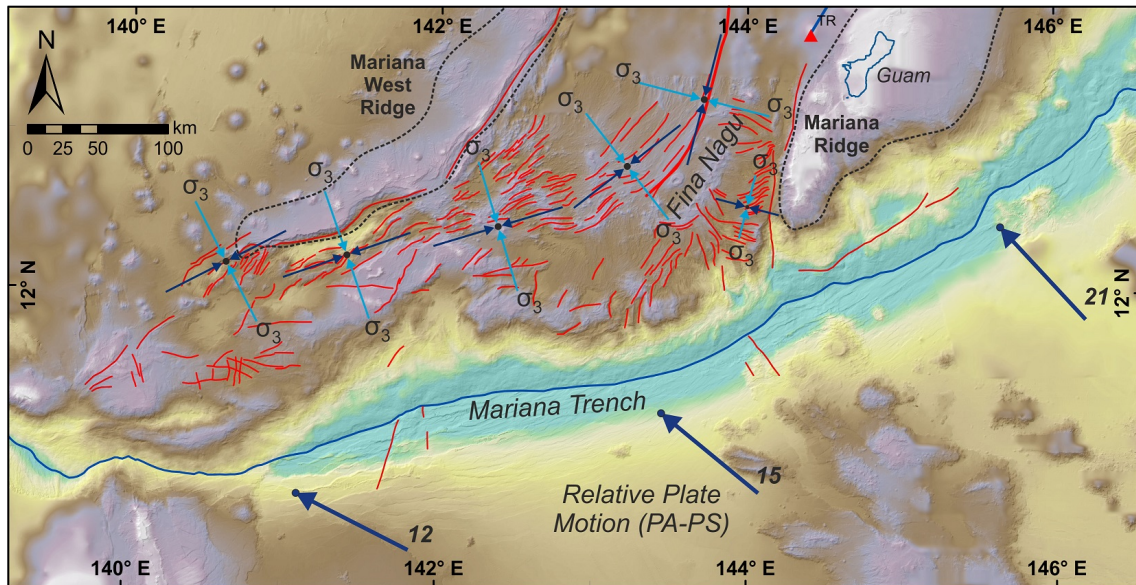 140° E
142° E
144° E
146° E
N
TR
Guam
Mariana
West
Ridge
σ3
σ3
Mariana
Ridge
km
0 25 50 100
σ3
σ3
σ3
σ3
σ3
Fina Nagu
σ3
σ3
σ3
σ3
σ3
12° N
12° N
21
Mariana Trench
15
Relative Plate
Motion (PA-PS)
12
140° E
142° E
144° E
146° E